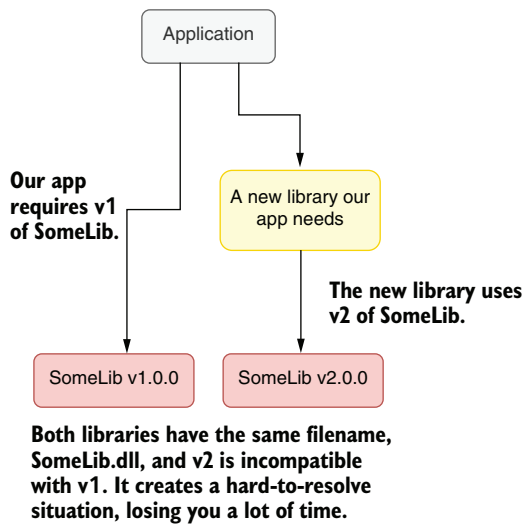 Application
Our app
requires v1
of SomeLib.
A new library our
app needs
The new library uses
v2 of SomeLib.
SomeLib v1.0.0
SomeLib v2.0.0
Both libraries have the same filename,
SomeLib.dll, and v2 is incompatible
with v1. It creates a hard-to-resolve
situation, losing you a lot of time.